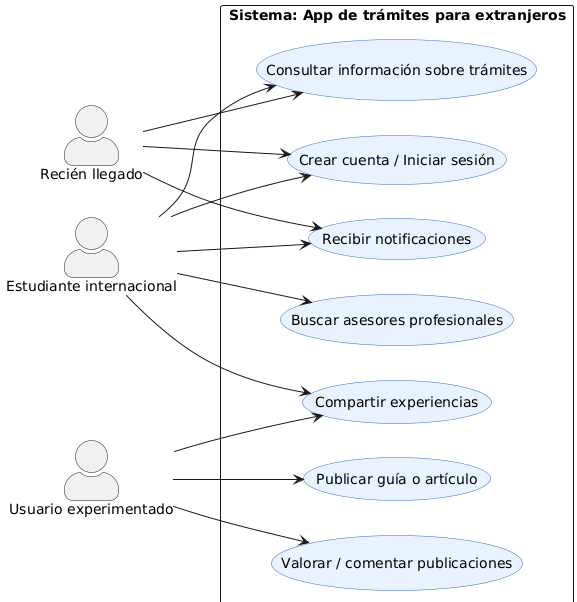 Sistema: App de trámites para extranjeros
Consultar información sobre trámites
Crear cuenta / Iniciar sesión
Recién llegado
Recibir notificaciones
Estudiante internacional
Buscar asesores profesionales
Compartir experiencias
Publicar guía o artículo
Usuario experimentado
Valorar / comentar publicaciones